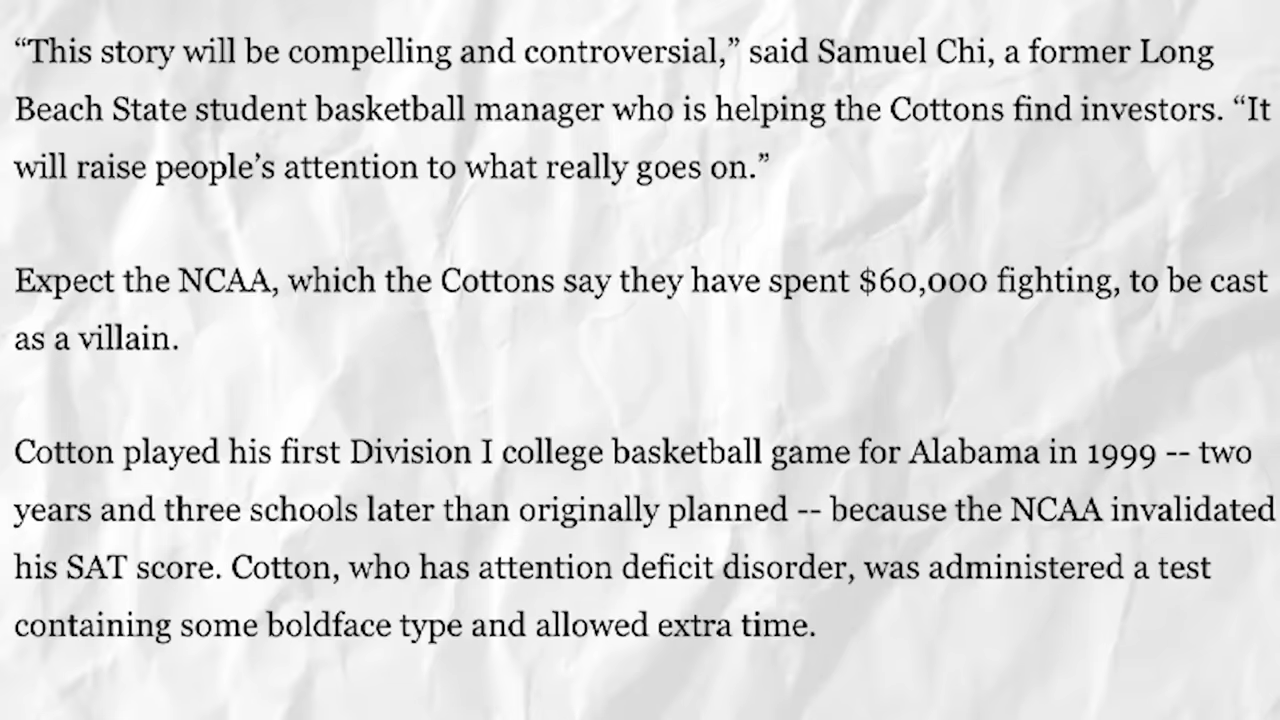 “This story will be compelling and controversial,” said Samuel Chi, a former Long
Beach State student basketball manager who is helping the Cottons find investors. “It
will raise people’s attention to what really goes on.”
Expect the NCAA, which the Cottons say they have spent $60,000 fighting, to be cast
as a villain.
Cotton played his first Division I college basketball game for Alabama in 1999 -- two
years and three schools later than originally planned -- because the NCAA invalidated
his SAT score. Cotton, who has attention deficit disorder, was administered a test
containing some boldface type and allowed extra time.